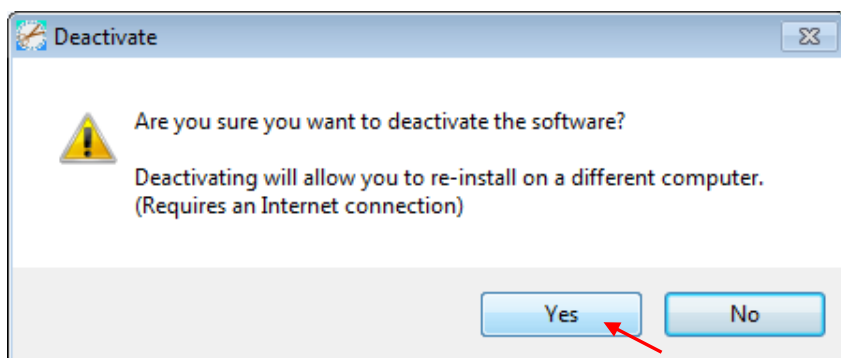 Deactivate
Are you sure you want to deactivate the software?
Deactivating will allow you to re-install on a different computer.
(Requires an Internet connection)
Yes
No